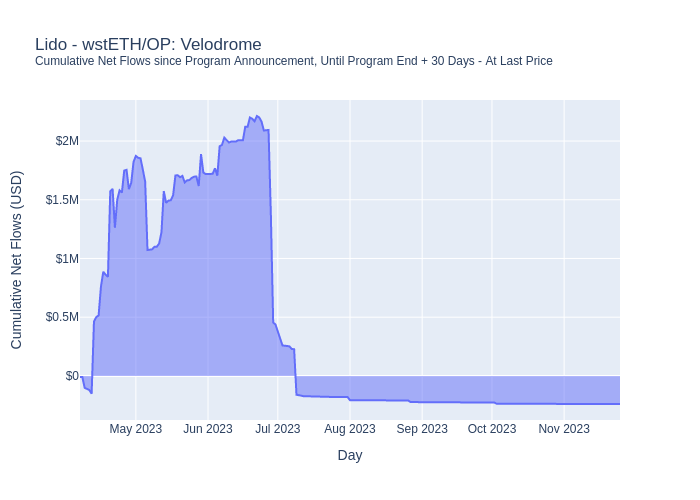 Lido - wstETH/OP: Velodrome
Cumulative Net Flows since Program Announcement, Until Program End + 30 Days - At Last Price
Cumulative Net Flows (USD)
$2M
$1.5M
$1M
$0.5M
$0
May 2023 Jun 2023 Jul 2023 Aug 2023 Sep 2023 Oct 2023 Nov 2023
Day